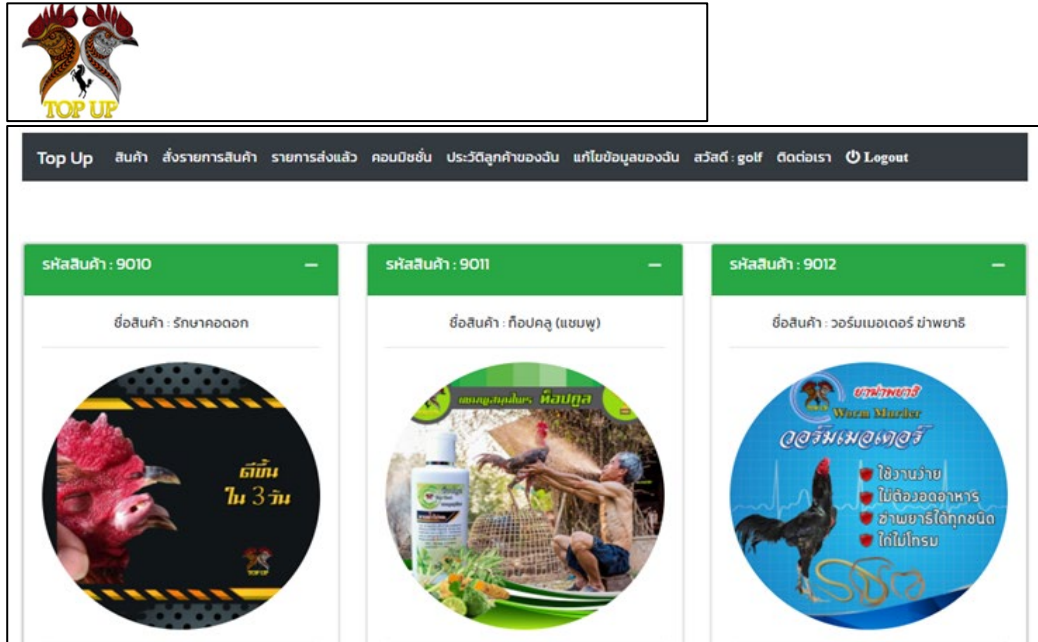 TOP UP
Top Up สินค้า สั่งรายการสินค้า รายการส่งแล้ว คอมมิชชั่น ประวัติลูกค้าของฉัน แก้ไขข้อมูลของฉัน สวัสดี : golf ติดต่อเรา Logout
รหัสสินค้า : 9010
รหัสสินค้า : 9011
รหัสสินค้า : 9012
ชื่อสินค้า : รักษาคอดอก
ชื่อสินค้า : ท็อปคลู (แชมพู)
ชื่อสินค้า : วอร์มเมอเดอร์ ฆ่าพยาธิ
ดีขึ้น
ใน 3 วัน
TOP UP
แชมพูสมุนไพร ท็อปคูล
ยาฆ่าพยาธิ
Worm Murder
วอร์มเมอเดอร์
ใช้งานง่าย
ไม่ต้องอดอาหาร
ฆ่าพยาธิได้ทุกชนิด
ไก่ไม่โทรม